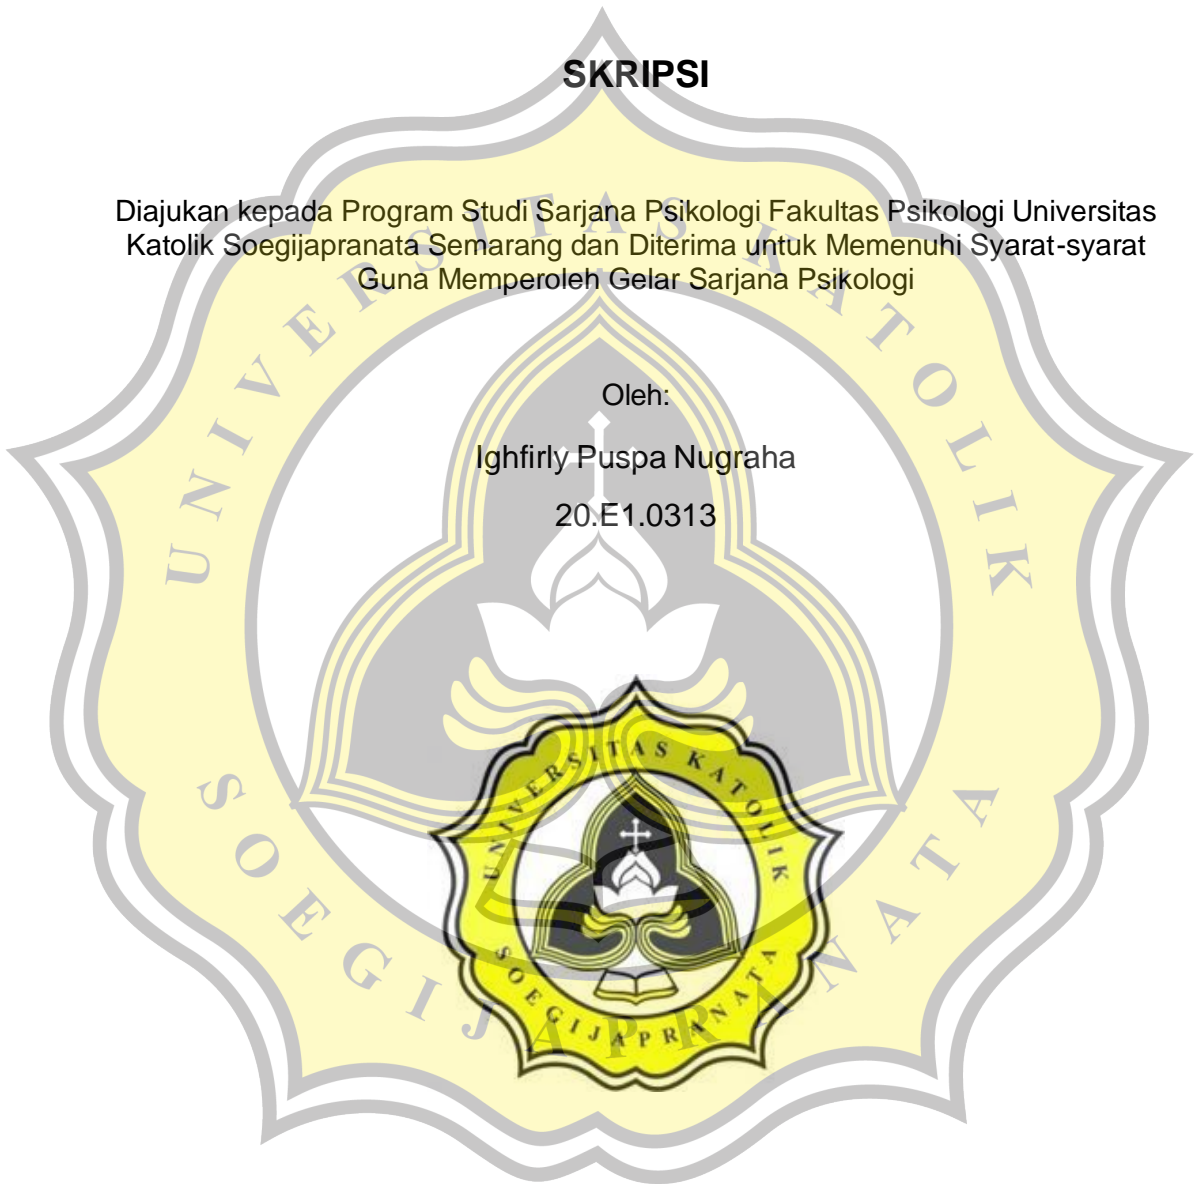 SKRIPSI
Diajukan kepada Program Studi Sarjana Psikologi Fakultas Psikologi Universitas
Katolik Soegijapranata Semarang dan Diterima untuk Memenuhi Syarat-syarat
Guna Memperoleh Gelar Sarjana Psikologi
Oleh:
Ighfirly Puspa Nugraha
20.E1.0313
UNIVERSITAS KATOLIK
SOEGIJAPRANATA
UNIVERSITAS KATOLIK
SOEGIJAPRANATA